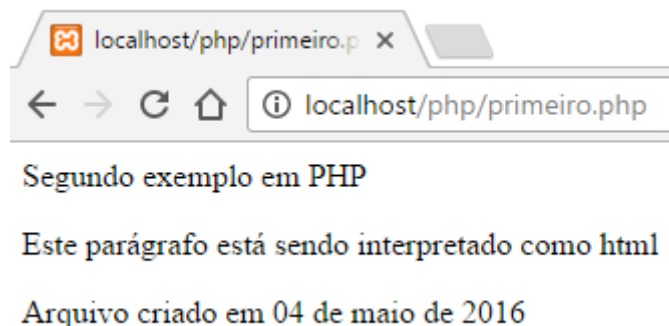 localhost/php/primeiro.p
localhost/php/primeiro.php
Segundo exemplo em PHP
Este parágrafo está sendo interpretado como html
Arquivo criado em 04 de maio de 2016